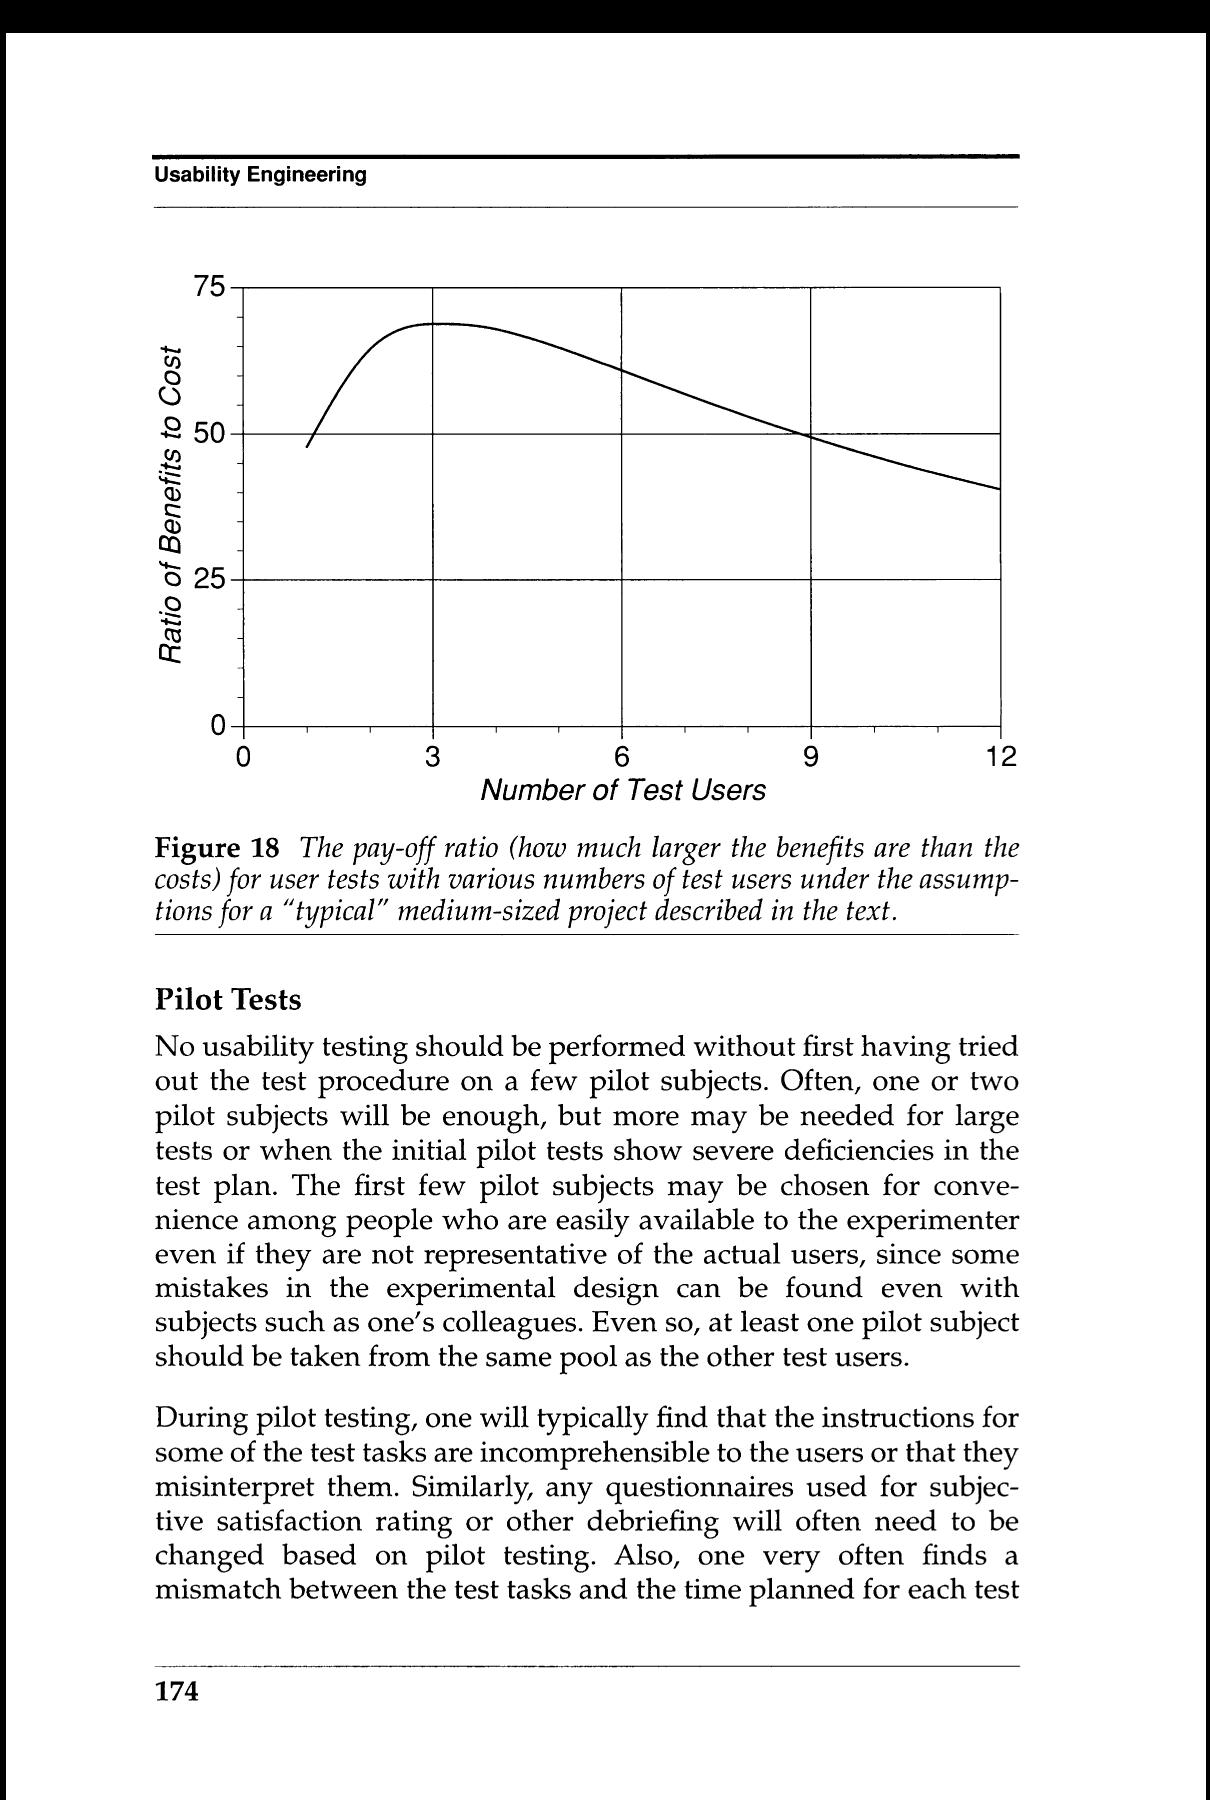 Usability Engineering
75
50
25
0
Ratio of Benefits to Cost
0 3 6 9 12
Number of Test Users
Figure 18 The pay-off ratio (how much larger the benefits are than the
costs) for user tests with various numbers of test users under the assump-
tions for a "typical" medium-sized project described in the text.
Pilot Tests
No usability testing should be performed without first having tried
out the test procedure on a few pilot subjects. Often, one or two
pilot subjects will be enough, but more may be needed for large
tests or when the initial pilot tests show severe deficiencies in the
test plan. The first few pilot subjects may be chosen for conve-
nience among people who are easily available to the experimenter
even if they are not representative of the actual users, since some
mistakes in the experimental design can be found even with
subjects such as one's colleagues. Even so, at least one pilot subject
should be taken from the same pool as the other test users.
During pilot testing, one will typically find that the instructions for
some of the test tasks are incomprehensible to the users or that they
misinterpret them. Similarly, any questionnaires used for subjec-
tive satisfaction rating or other debriefing will often need to be
changed based on pilot testing. Also, one very often finds a
mismatch between the test tasks and the time planned for each test
174